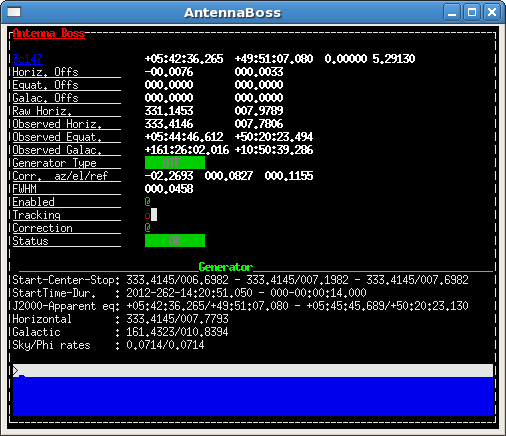 AntennaBoss
Antenna Boss
3c147 +05:42:36.265 +49:51:07.080 0.00000 5.29130
Horiz. Offs -00.0076 000.0033
Equat. Offs 000.0000 000.0000
Galac. Offs 000.0000 000.0000
Raw Horiz. 331.1453 007.9789
Observed Horiz. 333.4146 007.7806
Observed Equat. +05:44:46.612 +50:20:23.494
Observed Galac. +161:26:02.016 +10:50:39.286
Generator Type
Corr. az/el/ref -02.2693 000.0827 000.1155
FWHM 000.0458
Enabled @
Tracking
Correction @
Status OK
Generator
Start-Center-Stop: 333.4145/006.6982 - 333.4145/007.1982 - 333.4145/007.6982
StartTime-Dur. : 2012-262-14:20:51.050 - 000-00:00:14.000
J2000-Apparent eq: +05:42:36.265/+49:51:07.080 - +05:45:45.689/+50:20:23.130
Horizontal : 333.4145/007.7793
Galactic : 161.4323/010.8394
Sky/Phi rates : 0.0714/0.0714
>